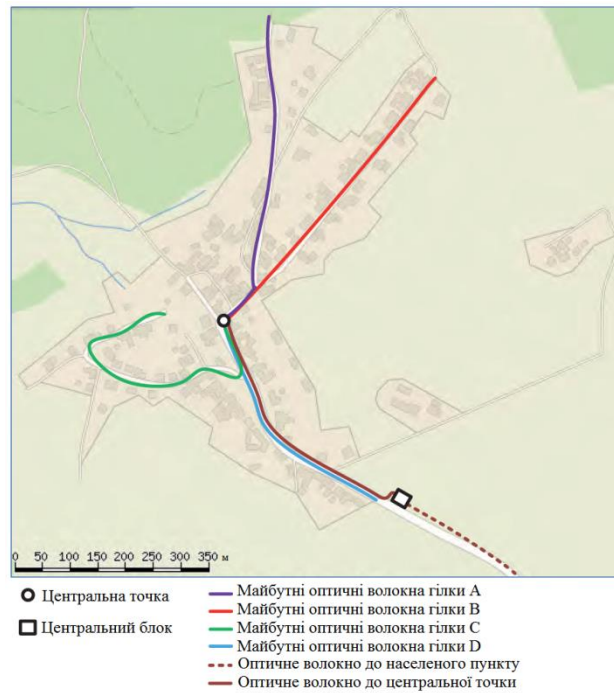 0 50 100 150 200 250 300 350 м
Центральна точка
Центральний блок
Майбутні оптичні волокна гілки A
Майбутні оптичні волокна гілки B
Майбутні оптичні волокна гілки C
Майбутні оптичні волокна гілки D
Оптичне волокно до населеного пункту
Оптичне волокно до центральної точки